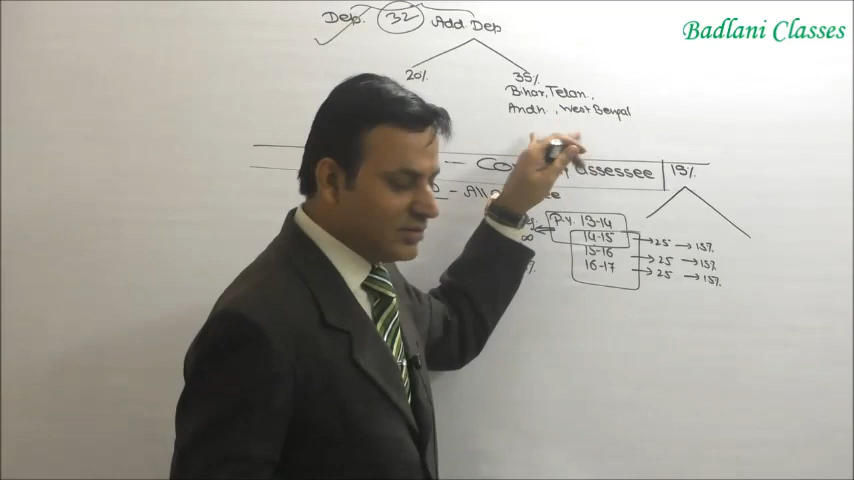 Badlani Classes
Dep. 32 Add Dep
20% 35%
Bihar, Telan.,
Andh., West Bengal
assessee 15%
P.y. 13-14
∞ 14-15 → 25 → 15%
15-16 → 25 → 15%
16-17 → 25 → 15%